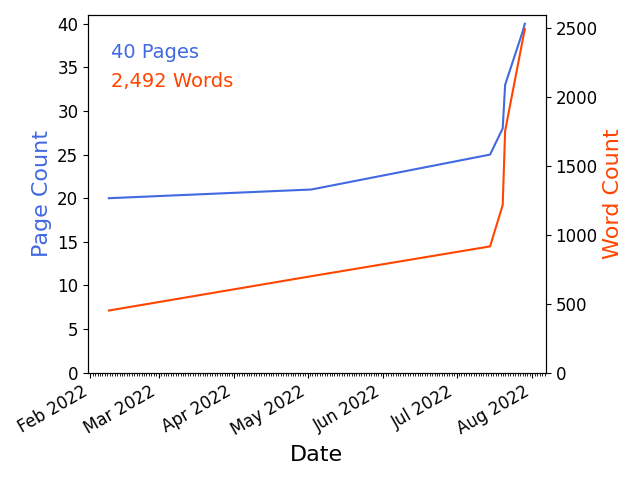 40 Pages
2,492 Words
Page Count
40
35
30
25
20
15
10
5
0
Word Count
2500
2000
1500
1000
500
0
Feb 2022
Mar 2022
Apr 2022
May 2022
Jun 2022
Jul 2022
Aug 2022
Date